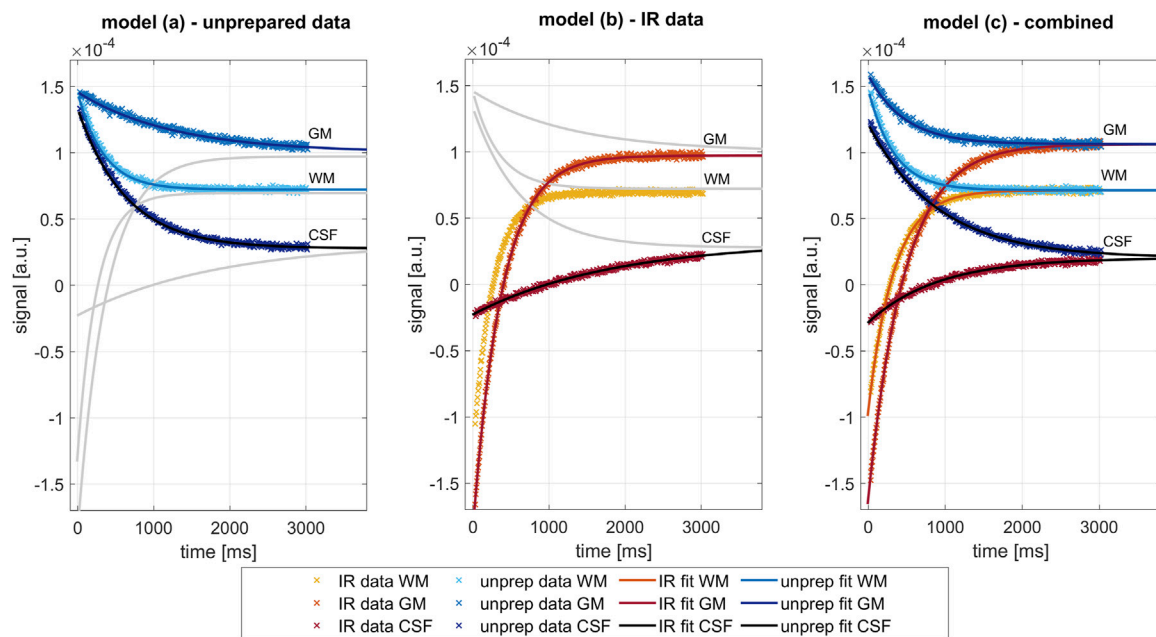 model (a) - unprepared data
×10⁻⁴
1.5
1
0.5
0
-0.5
-1
-1.5
signal [a.u.]
GM
WM
CSF
0 1000 2000 3000
time [ms]
model (b) - IR data
×10⁻⁴
1.5
1
0.5
0
-0.5
-1
-1.5
signal [a.u.]
GM
WM
CSF
0 1000 2000 3000
time [ms]
model (c) - combined
×10⁻⁴
1.5
1
0.5
0
-0.5
-1
-1.5
signal [a.u.]
GM
WM
CSF
0 1000 2000 3000
time [ms]
IR data WM unprep data WM IR fit WM unprep fit WM
IR data GM unprep data GM IR fit GM unprep fit GM
IR data CSF unprep data CSF IR fit CSF unprep fit CSF